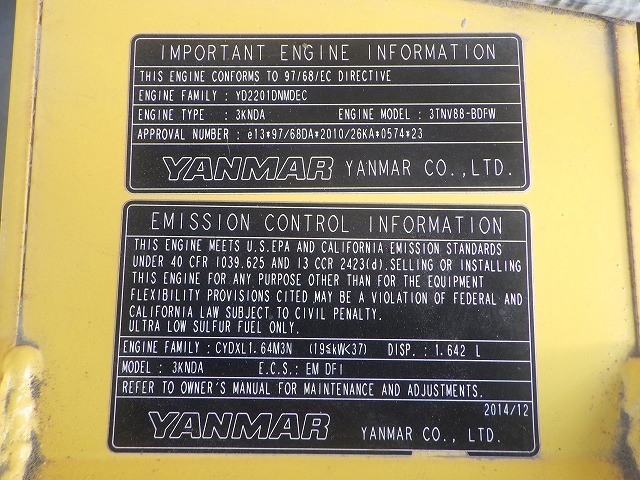 IMPORTANT ENGINE INFORMATION
THIS ENGINE CONFORMS TO 97/68/EC DIRECTIVE
ENGINE FAMILY : YD2201DNMDEC
ENGINE TYPE : 3KNDA ENGINE MODEL : 3TNV88-BDFW
APPROVAL NUMBER : e13*97/68DA*2010/26KA*0574*23
YANMAR YANMAR CO.,LTD.
EMISSION CONTROL INFORMATION
THIS ENGINE MEETS U.S.EPA AND CALIFORNIA EMISSION STANDARDS
UNDER 40 CFR 1039.625 AND 13 CCR 2423(d).SELLING OR INSTALLING
THIS ENGINE FOR ANY PURPOSE OTHER THAN FOR THE EQUIPMENT
FLEXIBILITY PROVISIONS CITED MAY BE A VIOLATION OF FEDERAL AND
CALIFORNIA LAW SUBJECT TO CIVIL PENALTY.
ULTRA LOW SULFUR FUEL ONLY.
ENGINE FAMILY : CYDXL1.64M3N (19≦kW<37) DISP. : 1.642 L
MODEL : 3KNDA E.C.S.: EM DFI
REFER TO OWNER'S MANUAL FOR MAINTENANCE AND ADJUSTMENTS.
2014/12
YANMAR YANMAR CO., LTD.